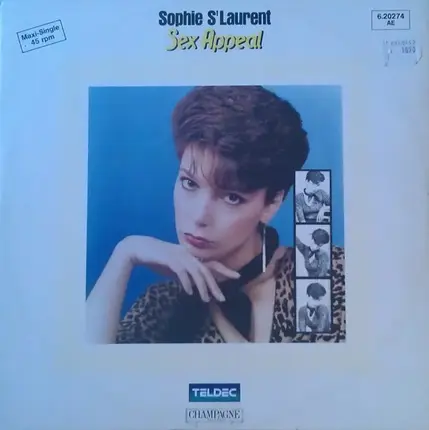 Sophie S'Laurent
Sex Appeal
Maxi-Single
45 rpm
6.20274
AE
TELDEC
CHAMPAGNE